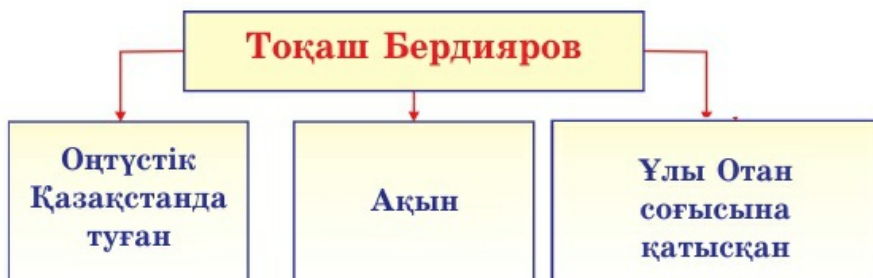 Тоқаш Бердияров
Оңтүстік
Қазақстанда
туған
Ақын
Ұлы Отан
соғысына
қатысқан